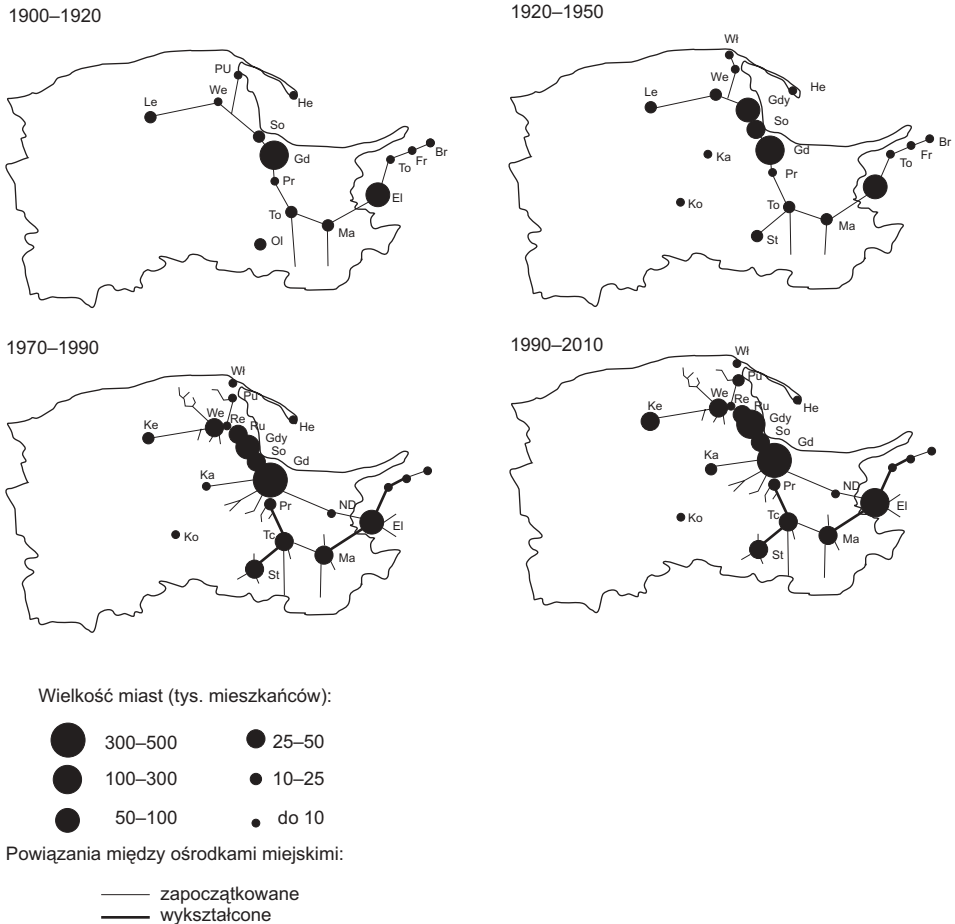 1900–1920
PU
We
Le
He
So
Gd
Br
Fr
To
Pr
El
To
Ma
Ol
1920–1950
Wł
We
He
Le
Gdy
So
Br
Fr
To
Gd
Ka
Pr
To
Ko
Ma
St
1970–1990
Wł
Pu
We
Re
Ru
He
Ke
Gdy
So
Gd
Ka
Pr
ND
El
Ko
Tc
Ma
St
1990–2010
Wł
Pu
We
Re
Ru
He
Ke
Gdy
So
Gd
Ka
Pr
ND
El
Ko
Tc
Ma
St
Wielkość miast (tys. mieszkańców):
300–500
25–50
100–300
10–25
50–100
do 10
Powiązania między ośrodkami miejskimi:
zapoczątkowane
wykształcone